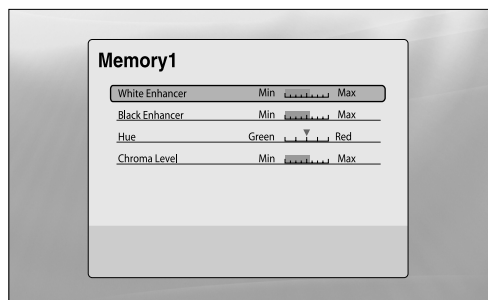 Memory1
White Enhancer Min Max
Black Enhancer Min Max
Hue Green Red
Chroma Level Min Max